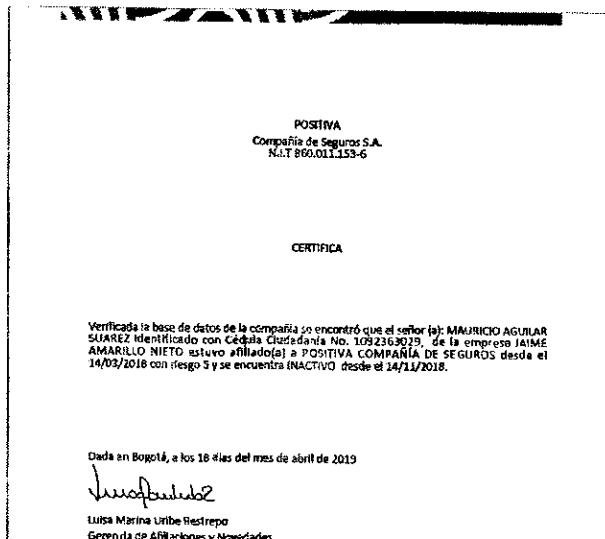 POSITIVA
Compañía de Seguros S.A.
N.I.T 860.011.153-6
CERTIFICA
Verificada la base de datos de la compañía se encontró que el señor (a): MAURICIO AGUILAR
SUAREZ identificado con Cédula Ciudadanía No. 1092363029, de la empresa JAIME
AMARILLO NIETO estuvo afiliado(a) a POSITIVA COMPAÑÍA DE SEGUROS desde el
14/03/2018 con riesgo 5 y se encuentra INACTIVO desde el 14/11/2018.
Dada en Bogotá, a los 18 días del mes de abril de 2019
Luisa Marina Uribe Restrepo
Gerencia de Afiliaciones y Novedades